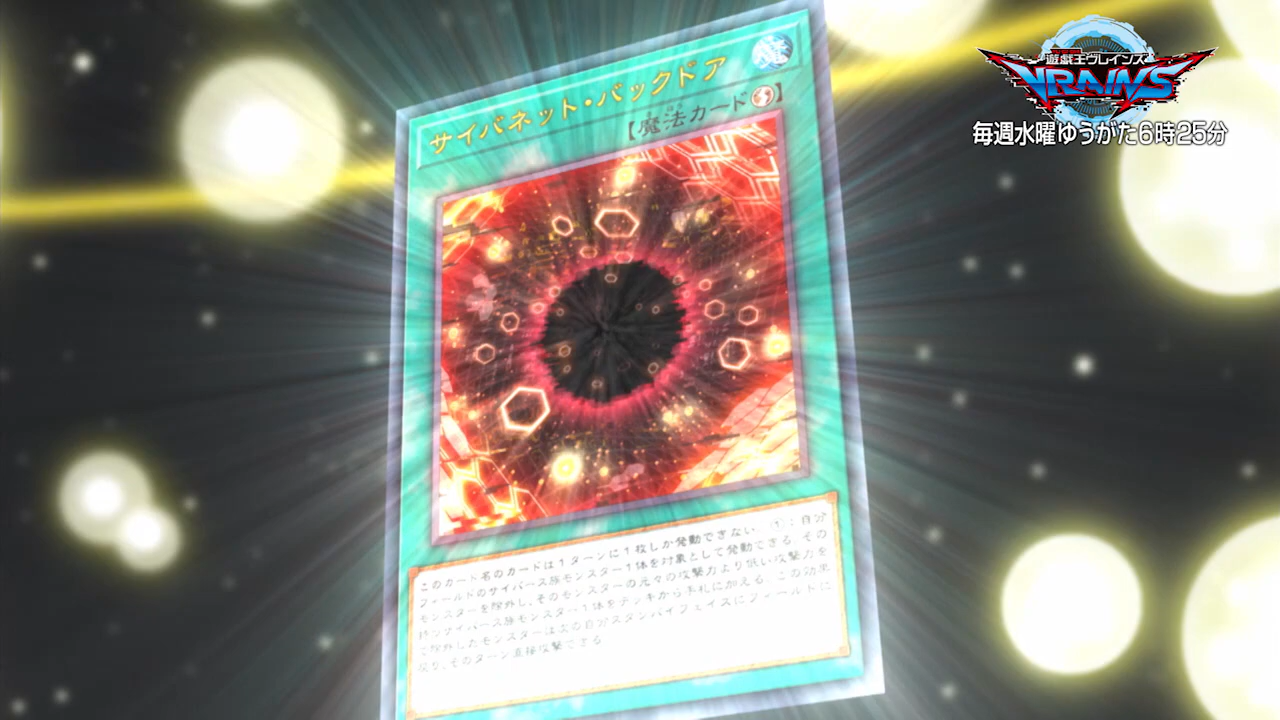 遊戯王ヴレインズ
VRAINS
毎週水曜ゆうがた6時25分
サイバネット・バックドア
魔
【魔法カード】
このカード名のカードは1ターンに1枚しか発動できない。①：自分
フィールドのサイバース族モンスター1体を対象として発動できる。その
モンスターを除外し、そのモンスターの元々の攻撃力より低い攻撃力を
持つサイバース族モンスター1体をデッキから手札に加える。この効果
で除外したモンスターは次の自分スタンバイフェイズにフィールドに
戻り、そのターン直接攻撃できる。